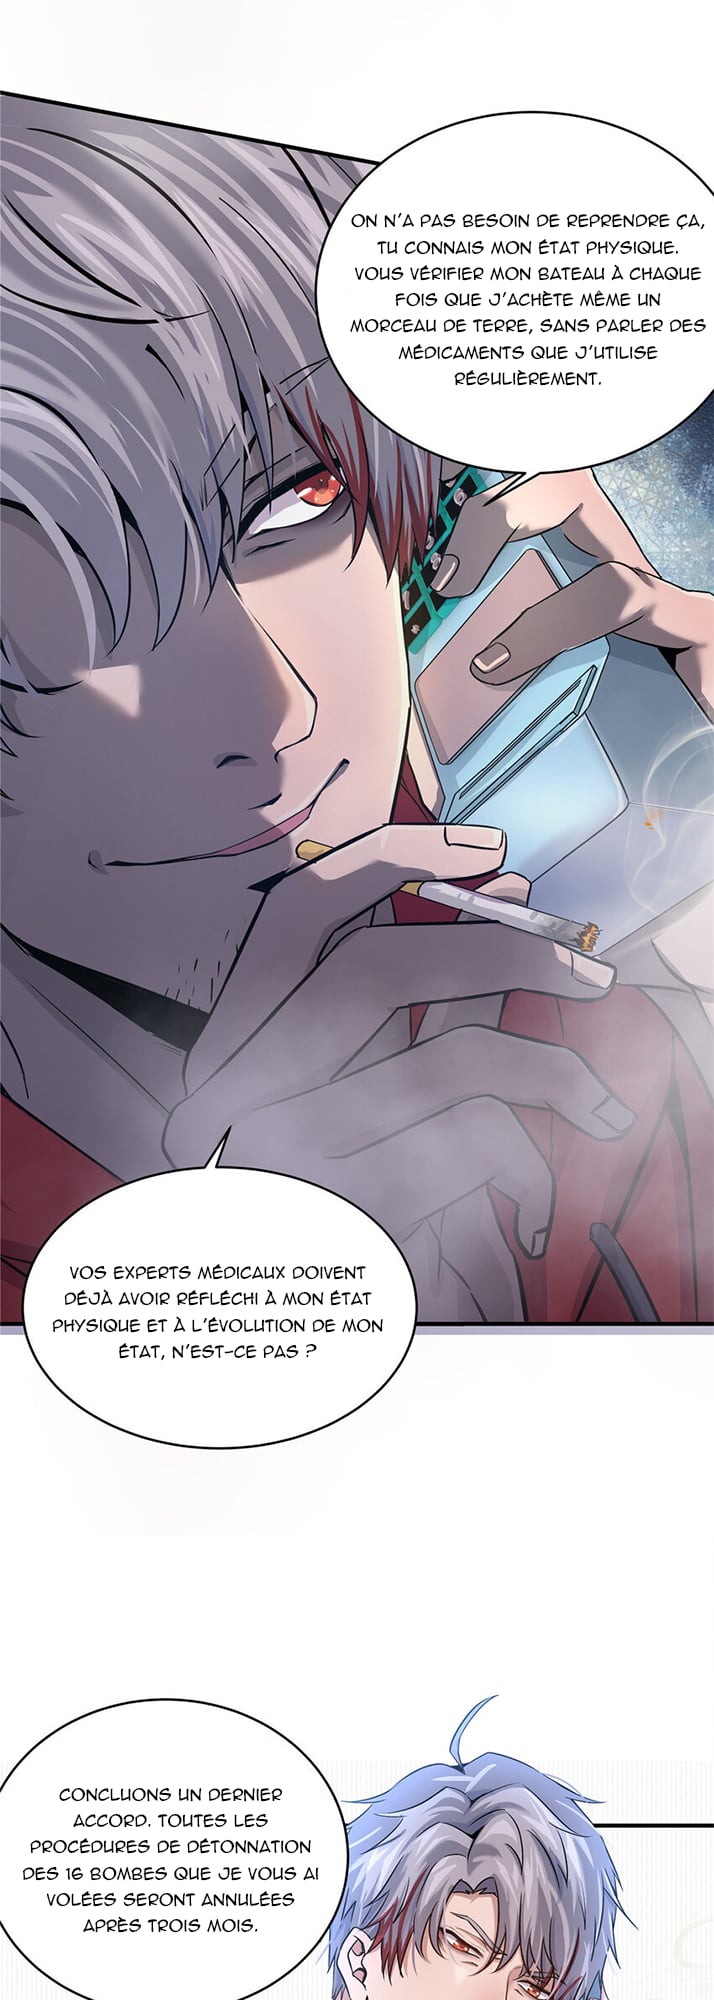 ON N'A PAS BESOIN DE REPRENDRE ÇA,
TU CONNAIS MON ÉTAT PHYSIQUE.
VOUS VÉRIFIER MON BATEAU À CHAQUE
FOIS QUE J'ACHÈTE MÊME UN
MORCEAU DE TERRE, SANS PARLER DES
MÉDICAMENTS QUE J'UTILISE
RÉGULIÈREMENT.
VOS EXPERTS MÉDICAUX DOIVENT
DÉJÀ AVOIR RÉFLÉCHI À MON ÉTAT
PHYSIQUE ET À L'ÉVOLUTION DE MON
ÉTAT, N'EST-CE PAS ?
CONCLUONS UN DERNIER
ACCORD. TOUTES LES
PROCÉDURES DE DÉTONNATION
DES 16 BOMBES QUE JE VOUS AI
VOLÉES SERONT ANNULÉES
APRÈS TROIS MOIS.